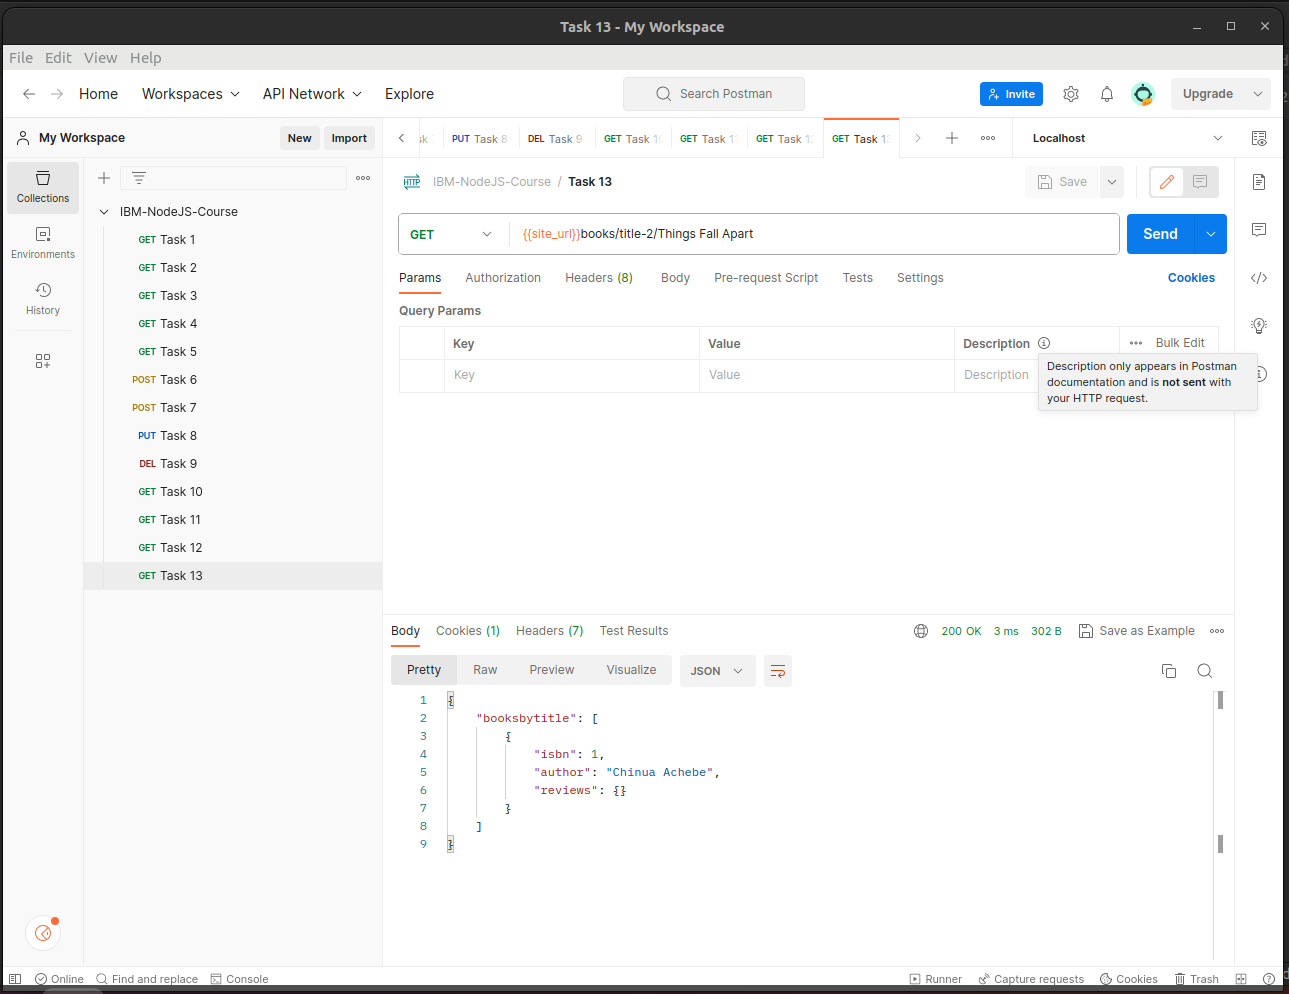 Task 13 - My Workspace
File Edit View Help
Home Workspaces API Network Explore Search Postman Invite Upgrade
My Workspace New Import
PUT Task 8 DEL Task 9 GET Task 1 GET Task 1 GET Task 1 GET Task 1 Localhost
Collections
Environments
History
IBM-NodeJS-Course
GET Task 1
GET Task 2
GET Task 3
GET Task 4
GET Task 5
POST Task 6
POST Task 7
PUT Task 8
DEL Task 9
GET Task 10
GET Task 11
GET Task 12
GET Task 13
HTTP IBM-NodeJS-Course / Task 13 Save
GET {{site_url}}books/title-2/Things Fall Apart Send
Params Authorization Headers (8) Body Pre-request Script Tests Settings Cookies
Query Params
Key Value Description Bulk Edit
Key Value Description
Description only appears in Postman
documentation and is not sent with
your HTTP request.
Body Cookies (1) Headers (7) Test Results 200 OK 3 ms 302 B Save as Example
Pretty Raw Preview Visualize JSON
1 {
2 "booksbytitle": [
3 {
4 "isbn": 1,
5 "author": "Chinua Achebe",
6 "reviews": {}
7 }
8 ]
9 }
Online Find and replace Console Runner Capture requests Cookies Trash